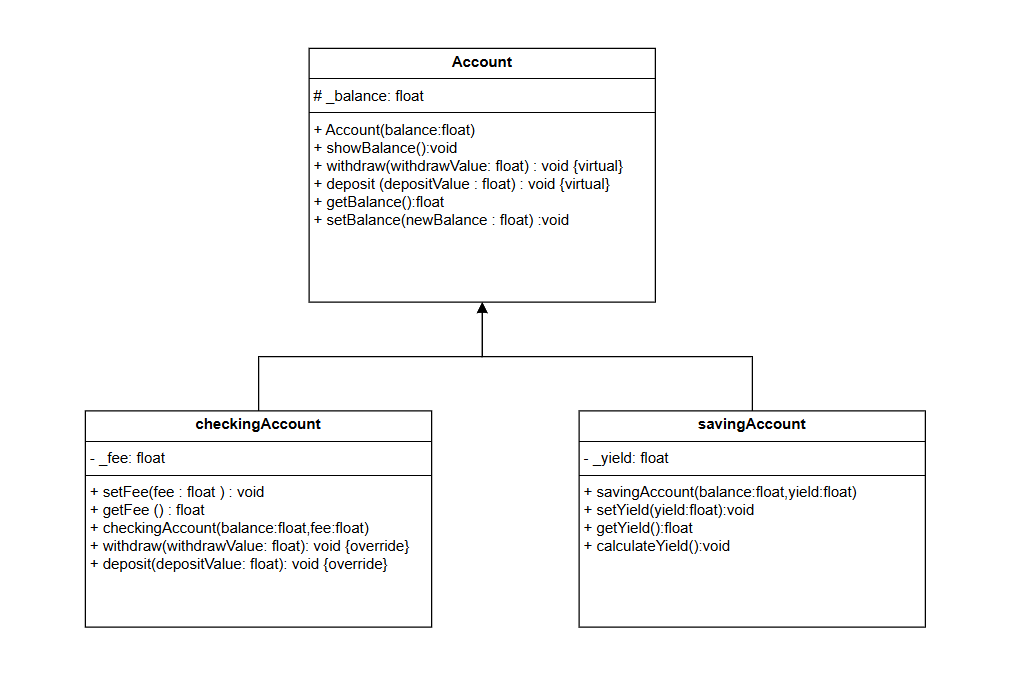 Account
# _balance: float
+ Account(balance:float)
+ showBalance():void
+ withdraw(withdrawValue: float) : void {virtual}
+ deposit (depositValue : float) : void {virtual}
+ getBalance():float
+ setBalance(newBalance : float) :void
checkingAccount
- _fee: float
+ setFee(fee : float ) : void
+ getFee () : float
+ checkingAccount(balance:float,fee:float)
+ withdraw(withdrawValue: float): void {override}
+ deposit(depositValue: float): void {override}
savingAccount
- _yield: float
+ savingAccount(balance:float,yield:float)
+ setYield(yield:float):void
+ getYield():float
+ calculateYield():void